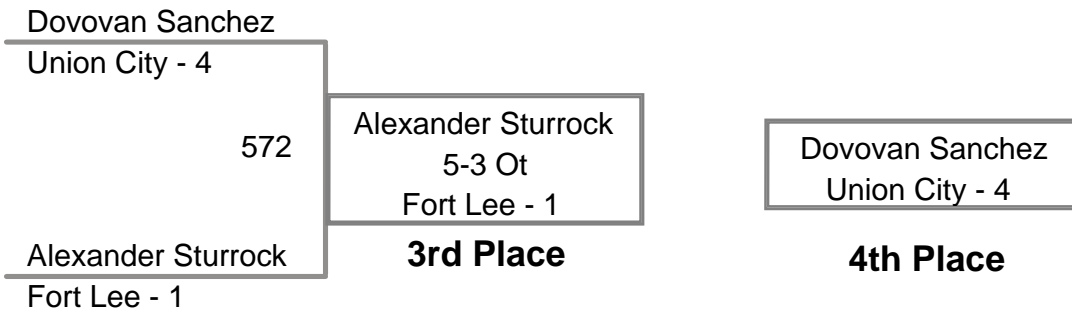 Dovovan Sanchez
Union City - 4
572
Alexander Sturrock
Fort Lee - 1
Alexander Sturrock
5-3 Ot
Fort Lee - 1
3rd Place
Dovovan Sanchez
Union City - 4
4th Place